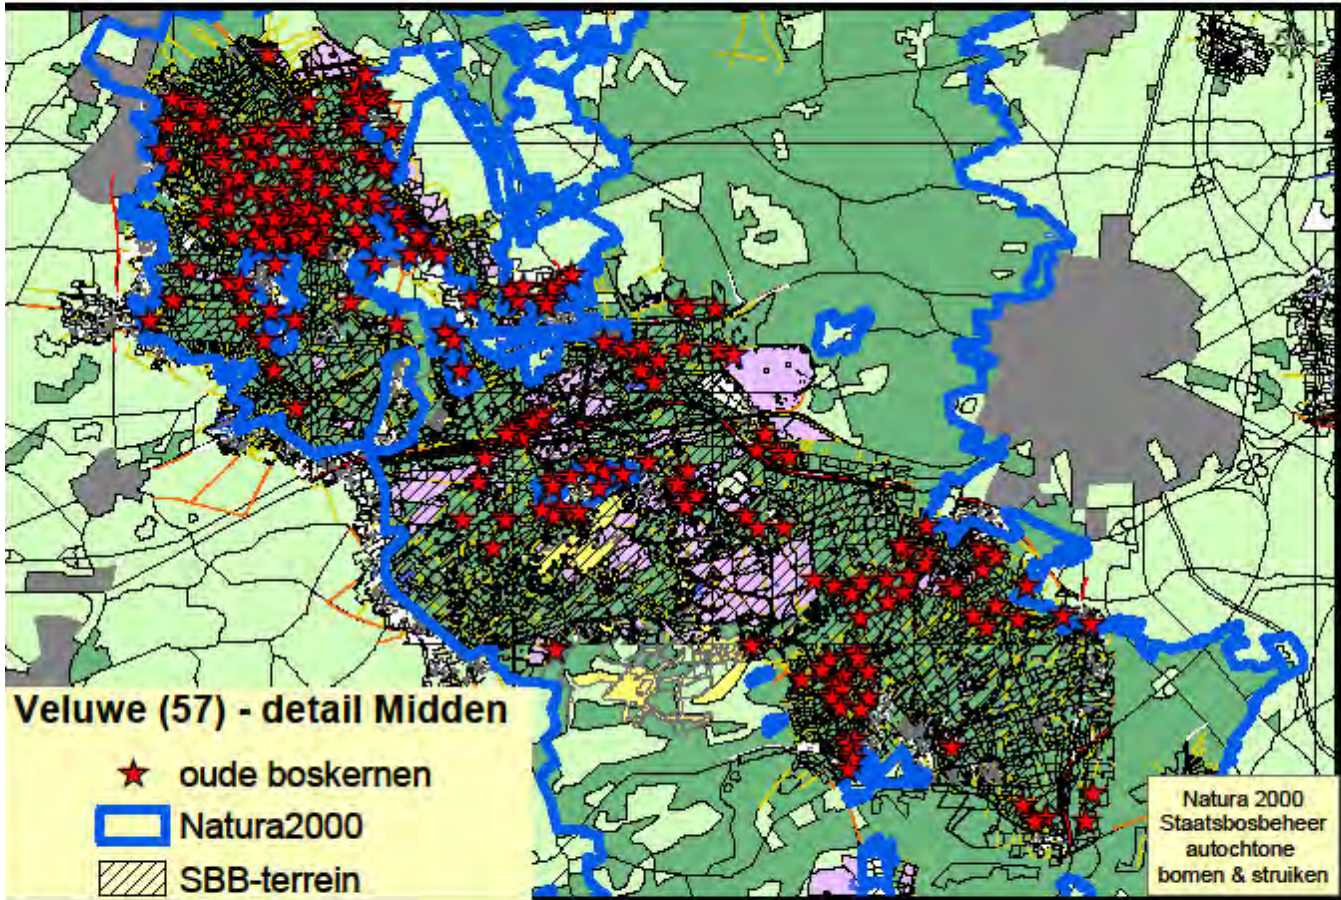 Veluwe (57) - detail Midden
oude boskernen
Natura2000
SBB-terrein
Natura 2000
Staatsbosbeheer
autochtone
bomen & struiken